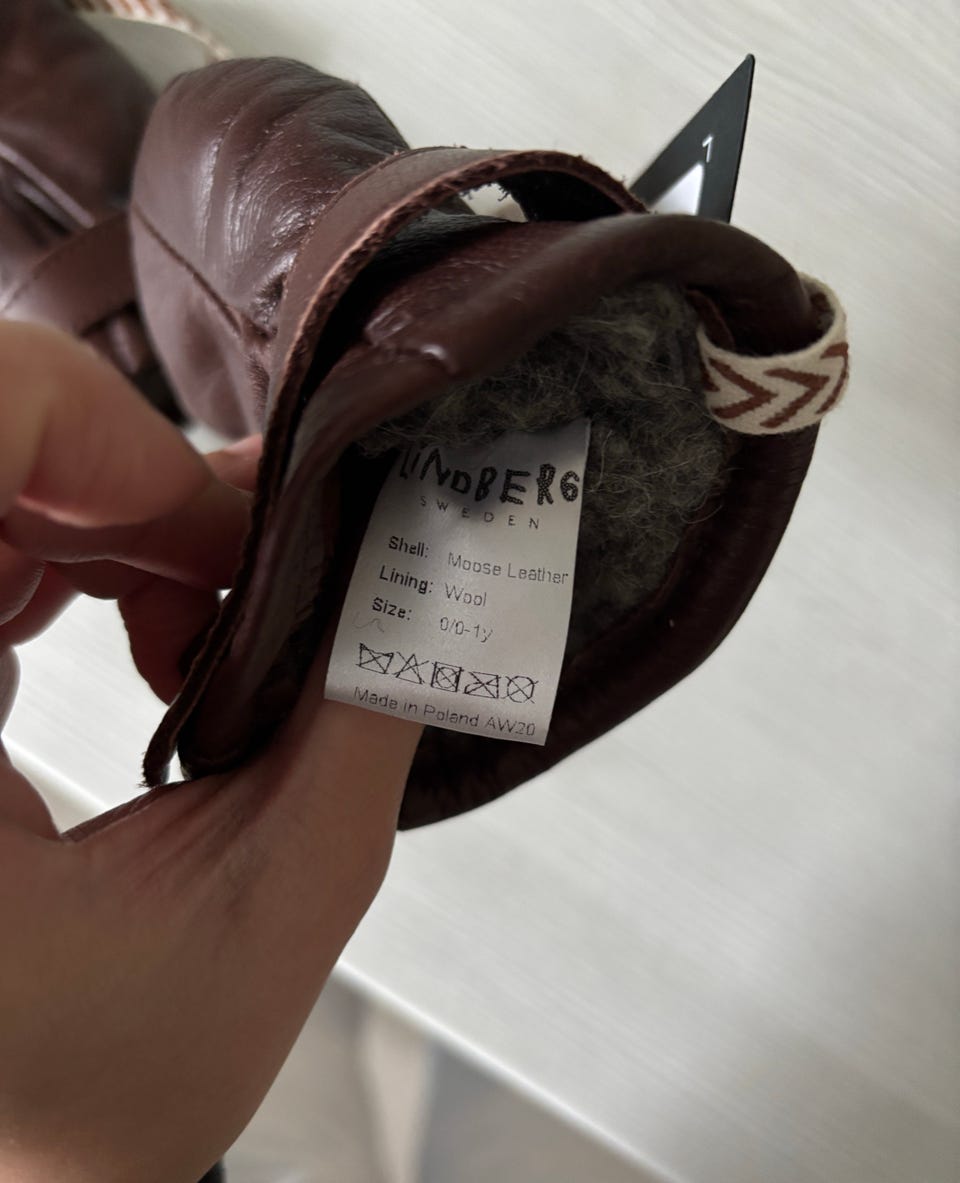 LINDBERG
SWEDEN
Shell: Moose Leather
Lining: Wool
Size: 0/0-1y
Made in Poland AW20